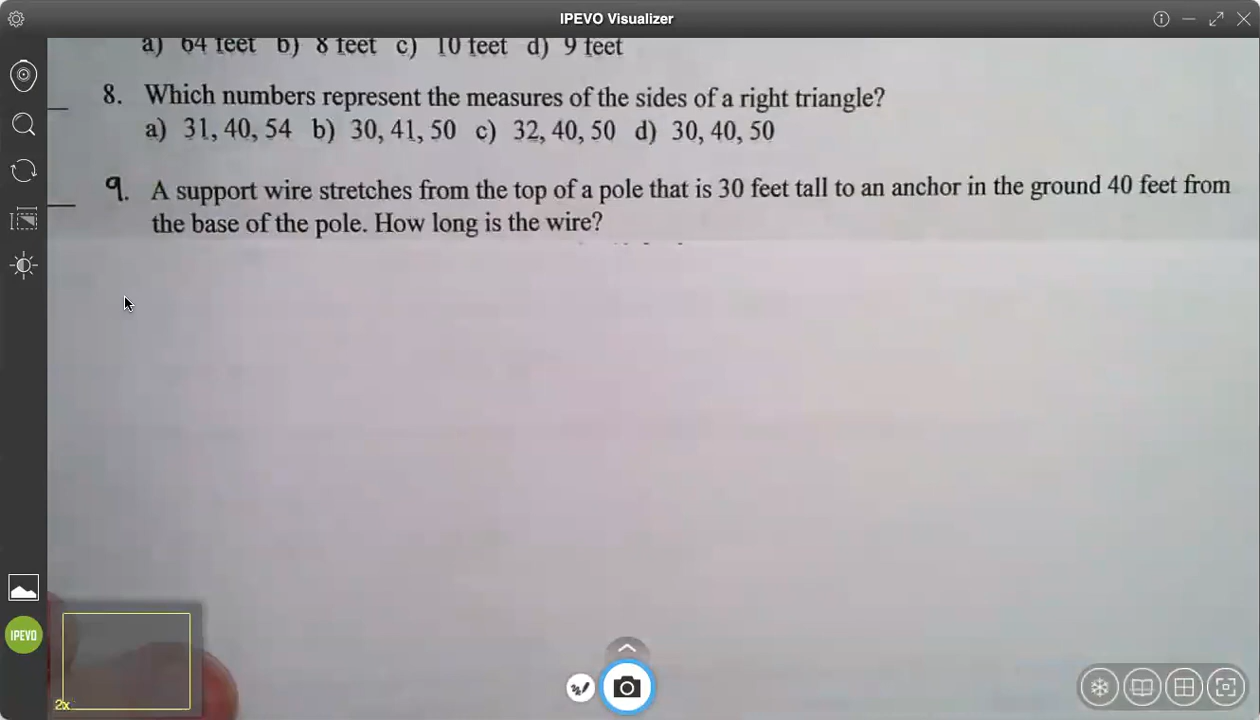 IPEVO Visualizer
a) 64 feet b) 8 feet c) 10 feet d) 9 feet
8. Which numbers represent the measures of the sides of a right triangle?
a) 31, 40, 54 b) 30, 41, 50 c) 32, 40, 50 d) 30, 40, 50
9. A support wire stretches from the top of a pole that is 30 feet tall to an anchor in the ground 40 feet from
the base of the pole. How long is the wire?
IPEVO
2x